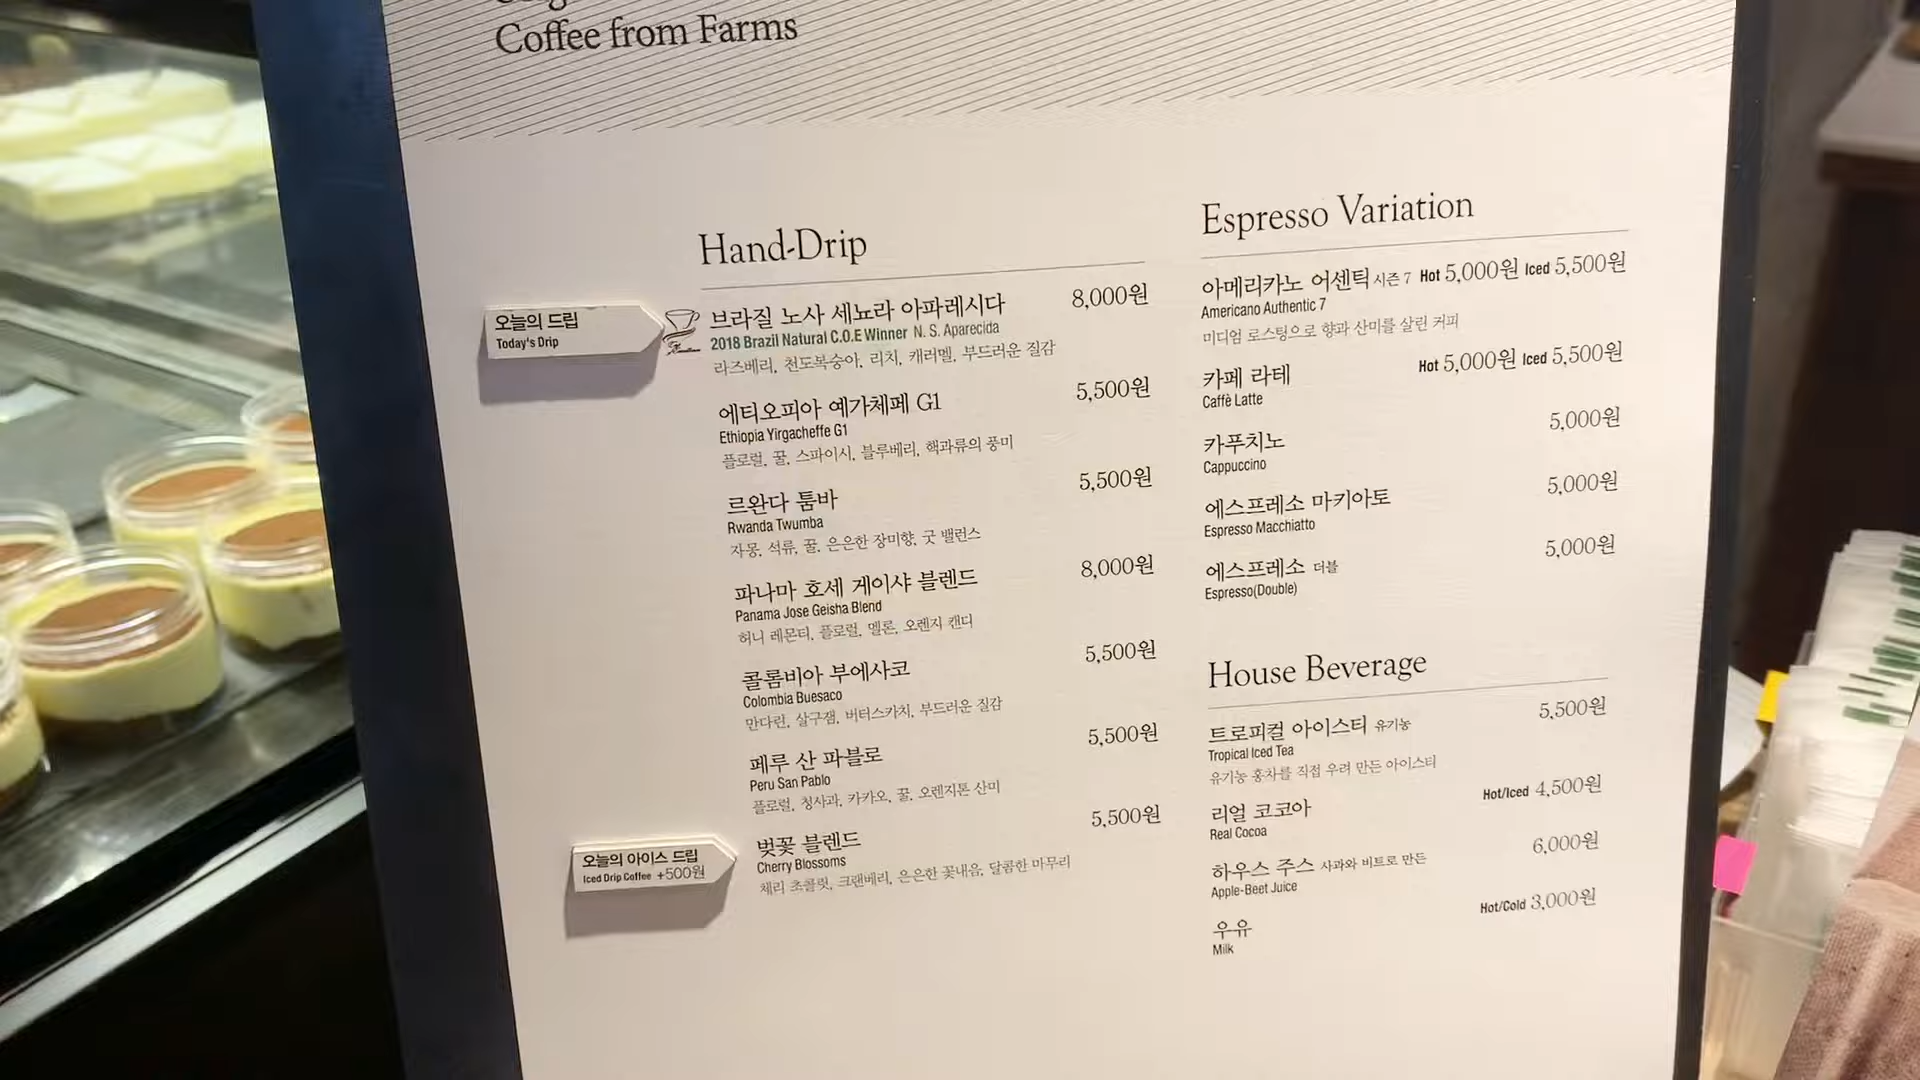 Coffee from Farms
Hand-Drip
오늘의 드립
Today's Drip
브라질 노사 세뇨라 아파레시다 8,000원
2018 Brazil Natural C.O.E Winner N. S. Aparecida
라즈베리, 천도복숭아, 리치, 캐러멜, 부드러운 질감
에티오피아 예가체페 G1 5,500원
Ethiopia Yirgacheffe G1
플로럴, 꿀, 스파이시, 블루베리, 핵과류의 풍미
르완다 툼바 5,500원
Rwanda Twumba
자몽, 석류, 꿀, 은은한 장미향, 굿 밸런스
파나마 호세 게이샤 블렌드 8,000원
Panama Jose Geisha Blend
허니 레몬티, 플로럴, 멜론, 오렌지 캔디
콜롬비아 부에사코 5,500원
Colombia Buesaco
만다린, 살구잼, 버터스카치, 부드러운 질감
페루 산 파블로 5,500원
Peru San Pablo
플로럴, 청사과, 카카오, 꿀, 오렌지톤 산미
오늘의 아이스 드립
Iced Drip Coffee +500원
벚꽃 블렌드 5,500원
Cherry Blossoms
체리 초콜릿, 크랜베리, 은은한 꽃내음, 달콤한 마무리
Espresso Variation
아메리카노 어센틱 시즌 7 Hot 5,000원 Iced 5,500원
Americano Authentic 7
미디엄 로스팅으로 향과 산미를 살린 커피
카페 라테 Hot 5,000원 Iced 5,500원
Caffè Latte
카푸치노 5,000원
Cappuccino
에스프레소 마키아토 5,000원
Espresso Macchiatto
에스프레소 더블 5,000원
Espresso(Double)
House Beverage
트로피컬 아이스티 유기농 5,500원
Tropical Iced Tea
유기농 홍차를 직접 우려 만든 아이스티
리얼 코코아 Hot/Iced 4,500원
Real Cocoa
하우스 주스 사과와 비트로 만든 6,000원
Apple-Beet Juice
우유 Hot/Cold 3,000원
Milk